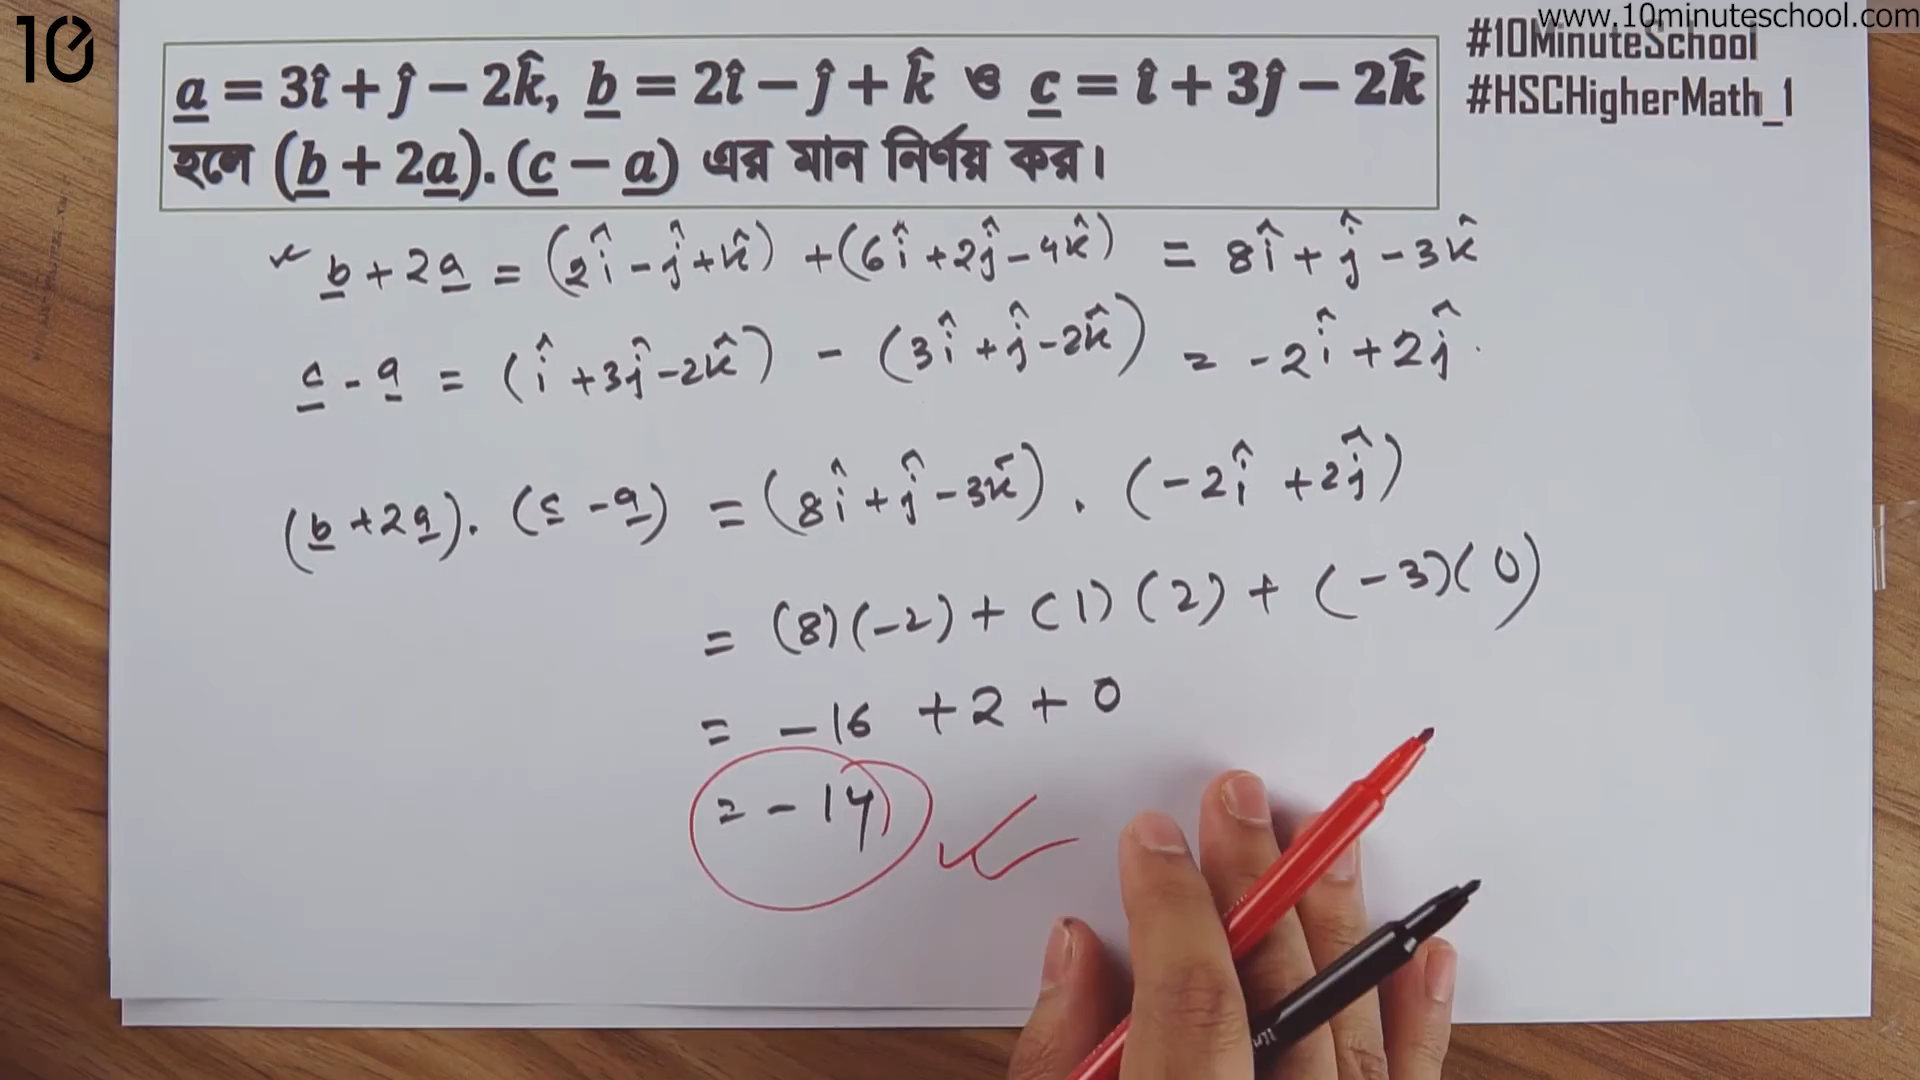 10
www.10minuteschool.com
#10MinuteSchool
#HSCHigherMath_1
a = 3î + ĵ − 2k̂, b = 2î − ĵ + k̂ ও c = î + 3ĵ − 2k̂
হলে (b + 2a).(c − a) এর মান নির্ণয় কর।
b + 2a = (2î − ĵ + k̂) + (6î + 2ĵ − 4k̂) = 8î + ĵ − 3k̂
c − a = (î + 3ĵ − 2k̂) − (3î + ĵ − 2k̂) = −2î + 2ĵ
(b + 2a). (c − a) = (8î + ĵ − 3k̂) . (−2î + 2ĵ)
= (8)(−2) + (1)(2) + (−3)(0)
= −16 + 2 + 0
= −14